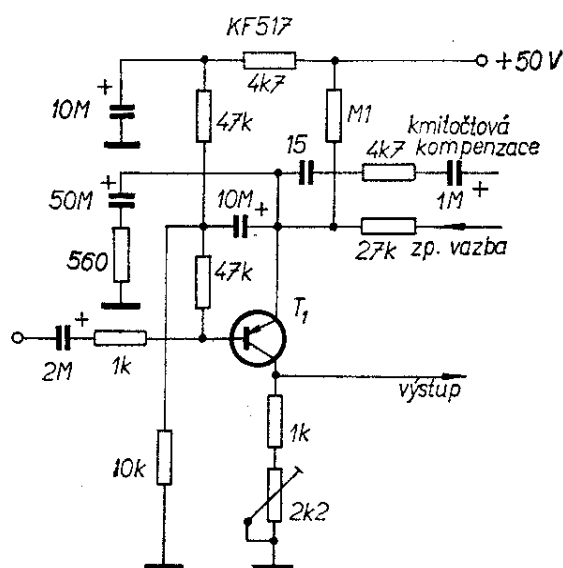 KF517
+50V
4k7
10M
47k
M1
kmitočtová
kompenzace
15
4k7
1M
50M
10M
27k
zp. vazba
560
47k
T1
2M
1k
výstup
1k
10k
2k2